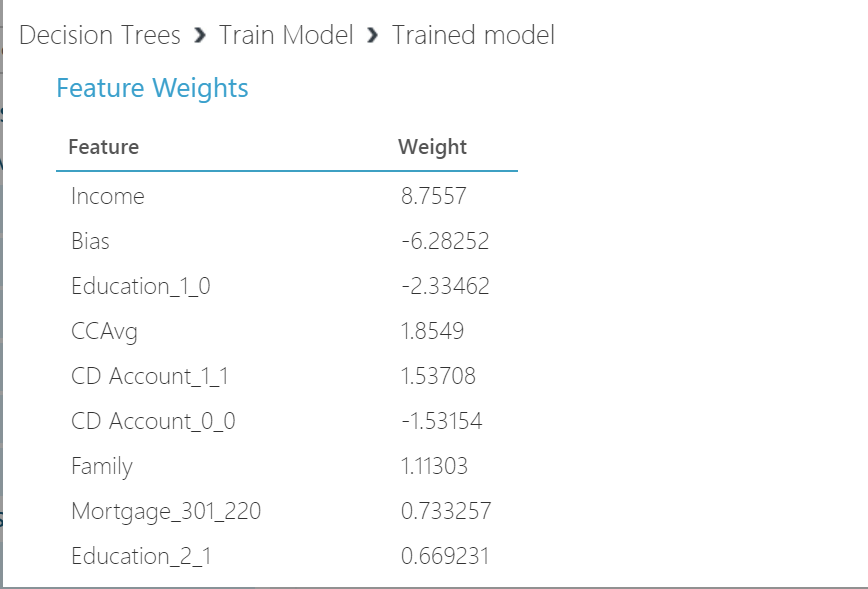 Decision Trees › Train Model › Trained model
Feature Weights
Feature Weight
Income 8.7557
Bias -6.28252
Education_1_0 -2.33462
CCAvg 1.8549
CD Account_1_1 1.53708
CD Account_0_0 -1.53154
Family 1.11303
Mortgage_301_220 0.733257
Education_2_1 0.669231